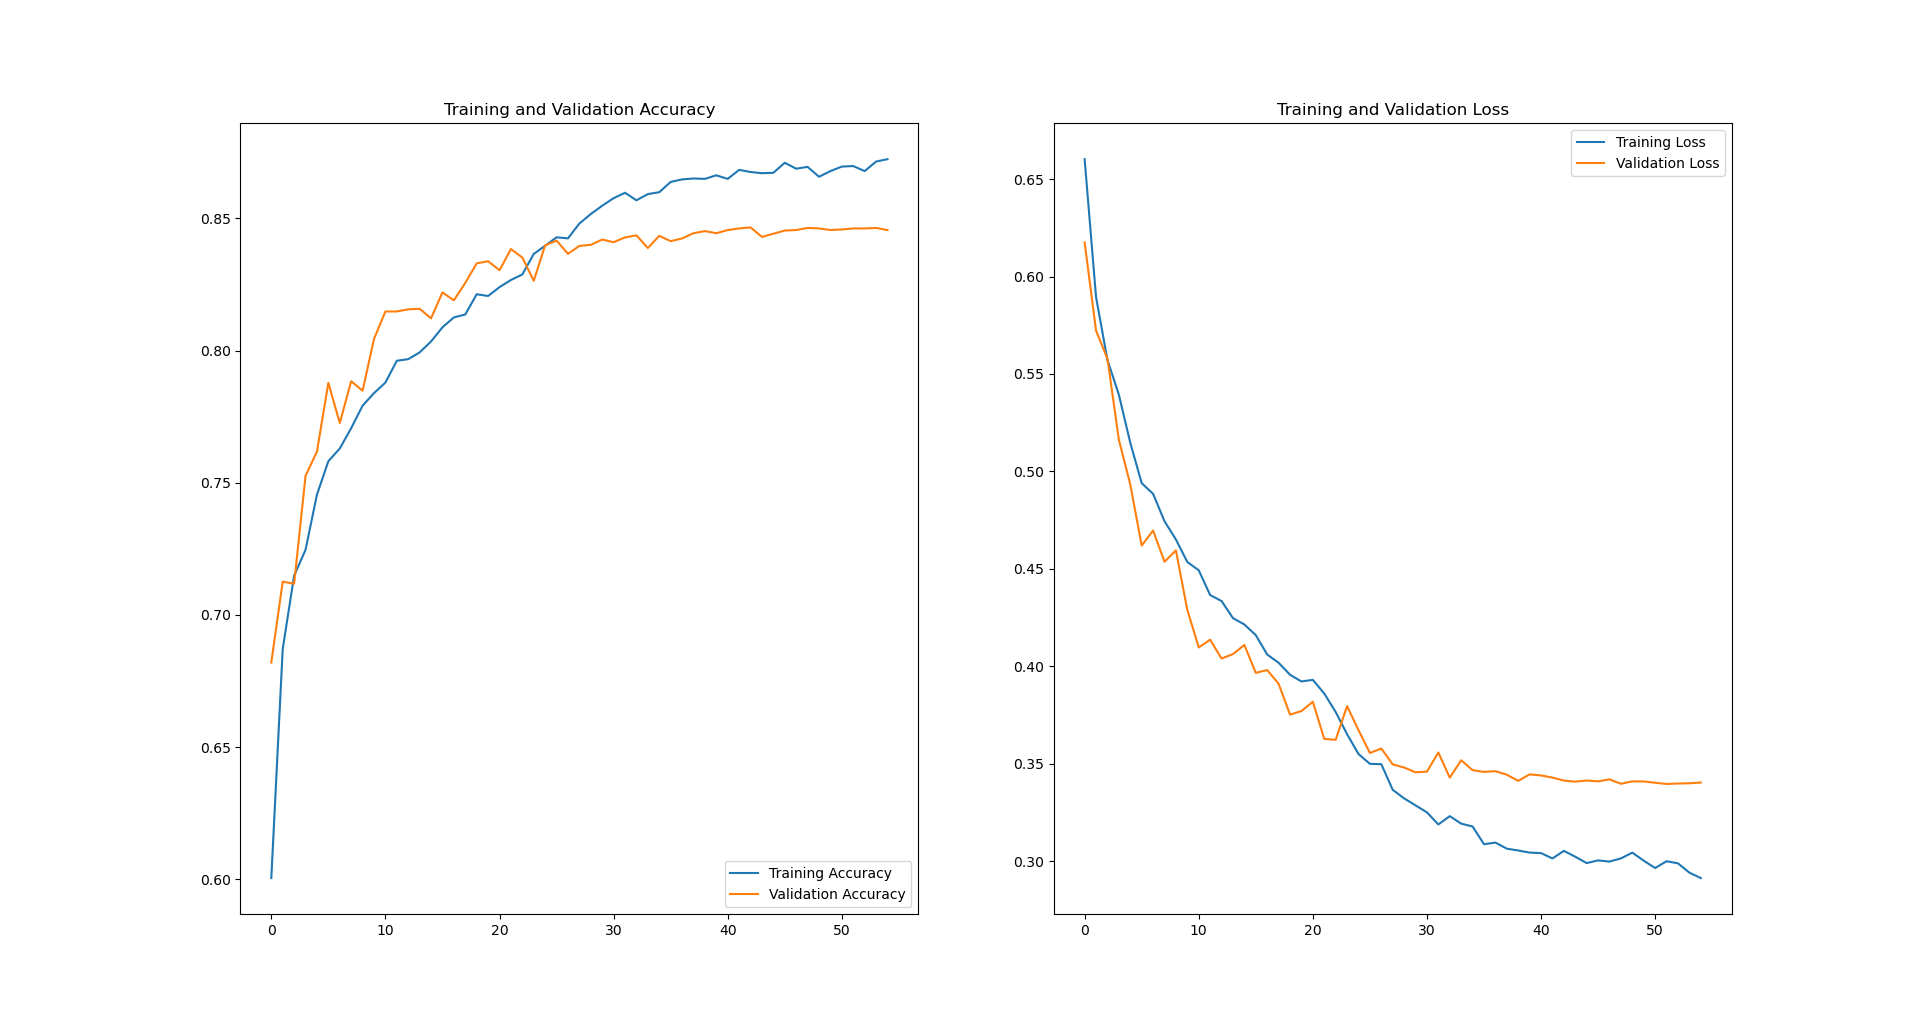 Training and Validation Accuracy
0.85
0.80
0.75
0.70
0.65
0.60
0 10 20 30 40 50
Training Accuracy
Validation Accuracy
Training and Validation Loss
Training Loss
Validation Loss
0.65
0.60
0.55
0.50
0.45
0.40
0.35
0.30
0 10 20 30 40 50